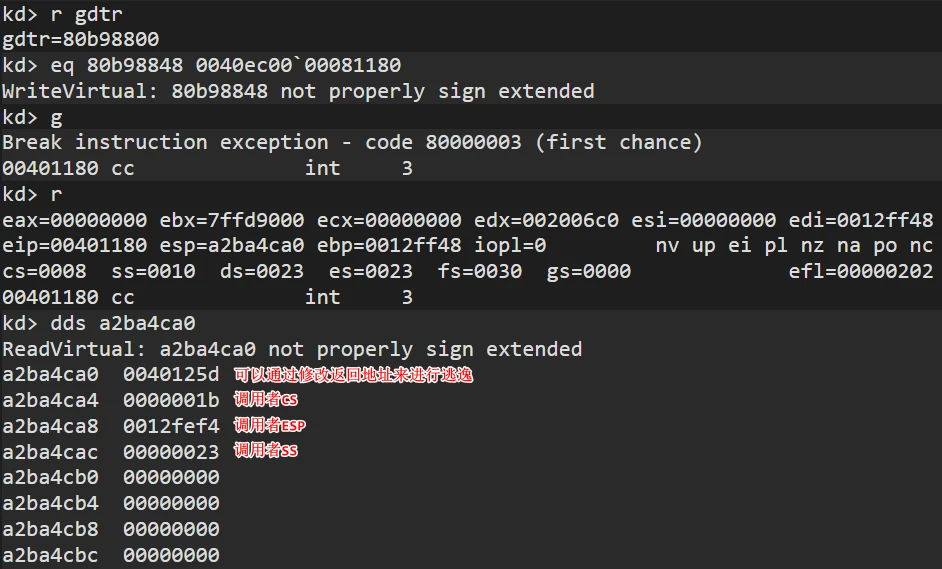 kd> r gdtr
gdtr=80b98800
kd> eq 80b98848 0040ec00`00081180
WriteVirtual: 80b98848 not properly sign extended
kd> g
Break instruction exception - code 80000003 (first chance)
00401180 cc              int     3
kd> r
eax=00000000 ebx=7ffd9000 ecx=00000000 edx=002006c0 esi=00000000 edi=0012ff48
eip=00401180 esp=a2ba4ca0 ebp=0012ff48 iopl=0         nv up ei pl nz na po nc
cs=0008  ss=0010  ds=0023  es=0023  fs=0030  gs=0000             efl=00000202
00401180 cc              int     3
kd> dds a2ba4ca0
ReadVirtual: a2ba4ca0 not properly sign extended
a2ba4ca0  0040125d 可以通过修改返回地址来进行逃逸
a2ba4ca4  0000001b 调用者CS
a2ba4ca8  0012fef4 调用者ESP
a2ba4cac  00000023 调用者SS
a2ba4cb0  00000000
a2ba4cb4  00000000
a2ba4cb8  00000000
a2ba4cbc  00000000